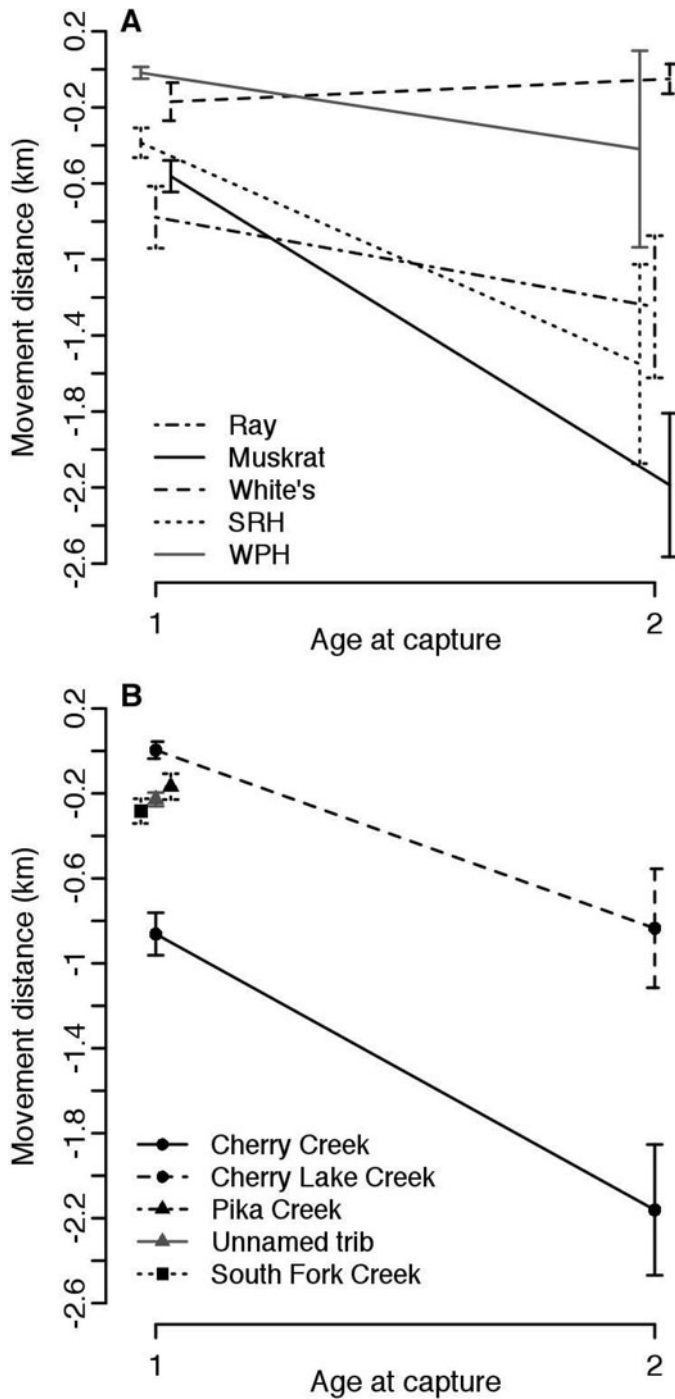 A
0.2
-0.2
-0.6
-1
-1.4
-1.8
-2.2
-2.6
Movement distance (km)
Ray
Muskrat
White's
SRH
WPH
1 2
Age at capture
B
0.2
-0.2
-0.6
-1
-1.4
-1.8
-2.2
-2.6
Movement distance (km)
Cherry Creek
Cherry Lake Creek
Pika Creek
Unnamed trib
South Fork Creek
1 2
Age at capture